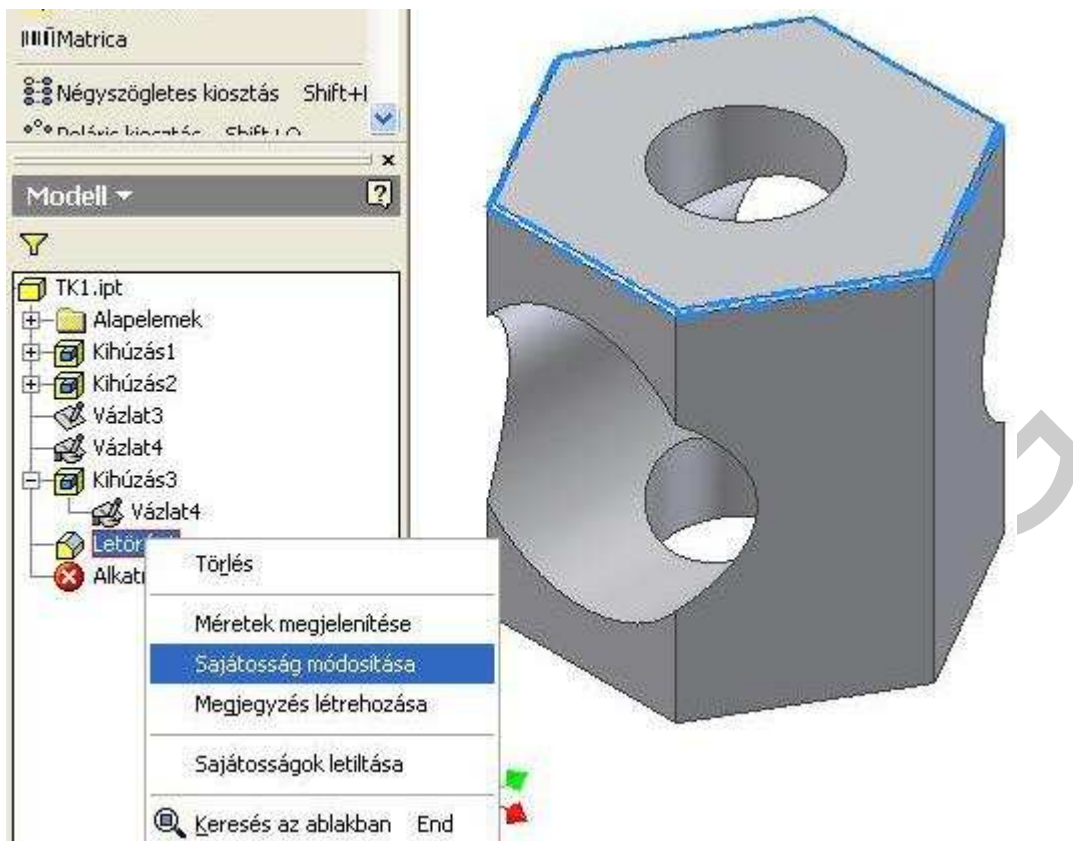 Matrica
Négyszögletes kiosztás Shift+
Modell
TK1.ipt
Alapelemek
Kihúzás1
Kihúzás2
Vázlat3
Vázlat4
Kihúzás3
Vázlat4
Törlés
Méretek megjelenítése
Sajátosság módosítása
Megjegyzés létrehozása
Sajátosságok letiltása
Keresés az ablakban End